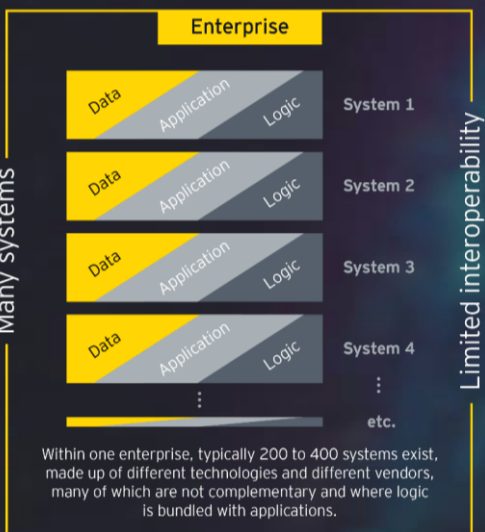 Enterprise
Many systems
Limited interoperability
Data Application Logic System 1
Data Application Logic System 2
Data Application Logic System 3
Data Application Logic System 4
⋮ ⋮
etc.
Within one enterprise, typically 200 to 400 systems exist,
made up of different technologies and different vendors,
many of which are not complementary and where logic
is bundled with applications.